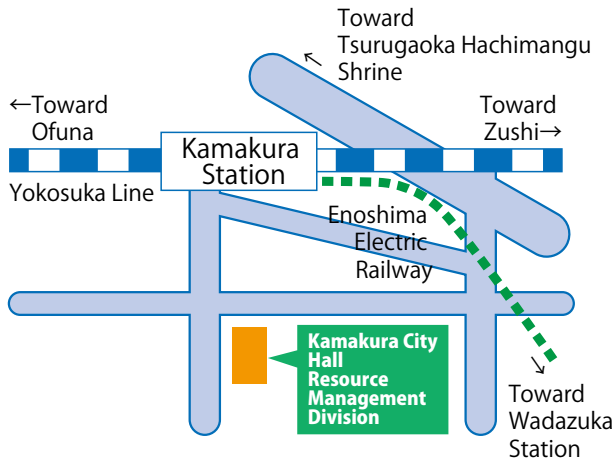 Toward
Tsurugaoka Hachimangu
Shrine
←Toward
Ofuna
Toward
Zushi→
Kamakura
Station
Yokosuka Line
Enoshima
Electric
Railway
Kamakura City
Hall
Resource
Management
Division
Toward
Wadazuka
Station